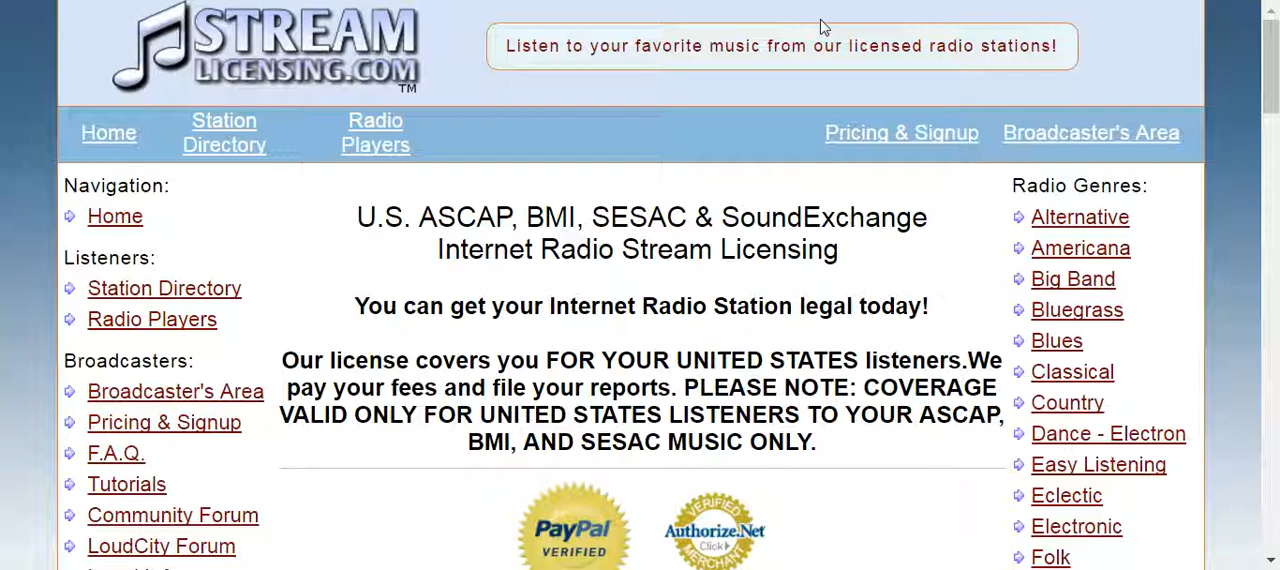 STREAM
LICENSING.COM
TM
Listen to your favorite music from our licensed radio stations!
Home
Station
Directory
Radio
Players
Pricing & Signup
Broadcaster's Area
Navigation:
Home
Listeners:
Station Directory
Radio Players
Broadcasters:
Broadcaster's Area
Pricing & Signup
F.A.Q.
Tutorials
Community Forum
LoudCity Forum
U.S. ASCAP, BMI, SESAC & SoundExchange
Internet Radio Stream Licensing
You can get your Internet Radio Station legal today!
Our license covers you FOR YOUR UNITED STATES listeners.We
pay your fees and file your reports. PLEASE NOTE: COVERAGE
VALID ONLY FOR UNITED STATES LISTENERS TO YOUR ASCAP,
BMI, AND SESAC MUSIC ONLY.
PayPal
VERIFIED
VERIFIED
Authorize.Net
Click
MERCHANT
Radio Genres:
Alternative
Americana
Big Band
Bluegrass
Blues
Classical
Country
Dance - Electron
Easy Listening
Eclectic
Electronic
Folk